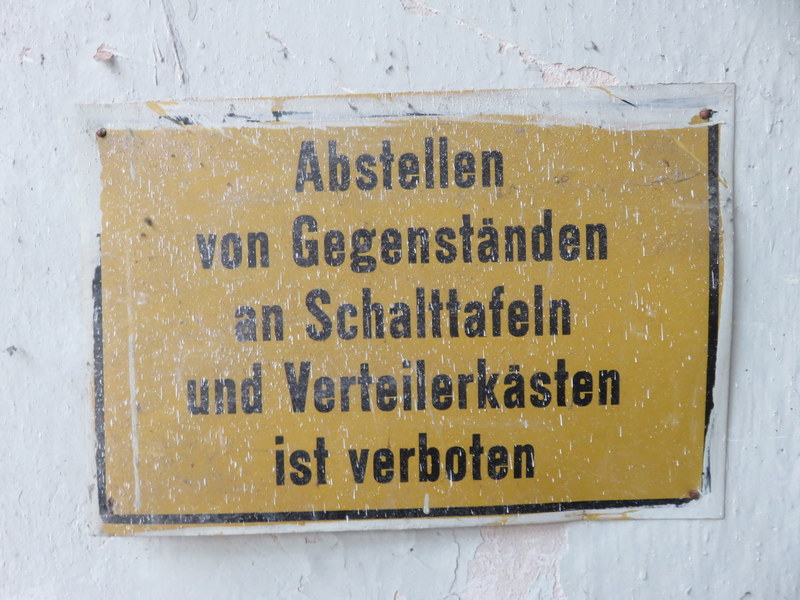 Abstellen
von Gegenständen
an Schalttafeln
und Verteilerkästen
ist verboten